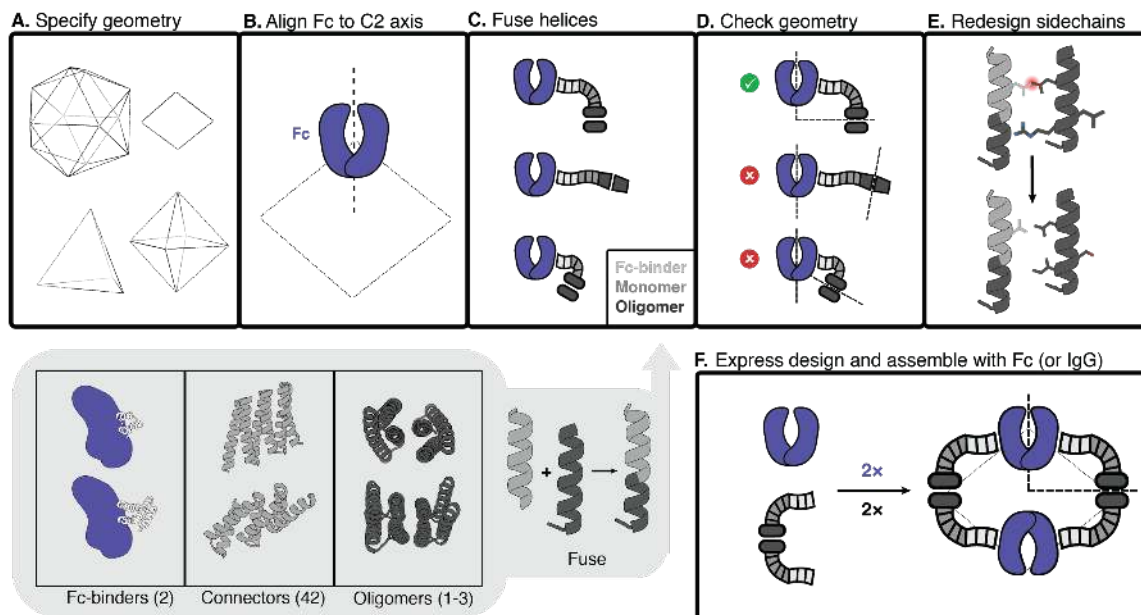 A. Specify geometry
B. Align Fc to C2 axis
C. Fuse helices
D. Check geometry
E. Redesign sidechains
Fc
Fc-binder
Monomer
Oligomer
+
Fuse
Fc-binders (2)
Connectors (42)
Oligomers (1-3)
F. Express design and assemble with Fc (or IgG)
2×
2×